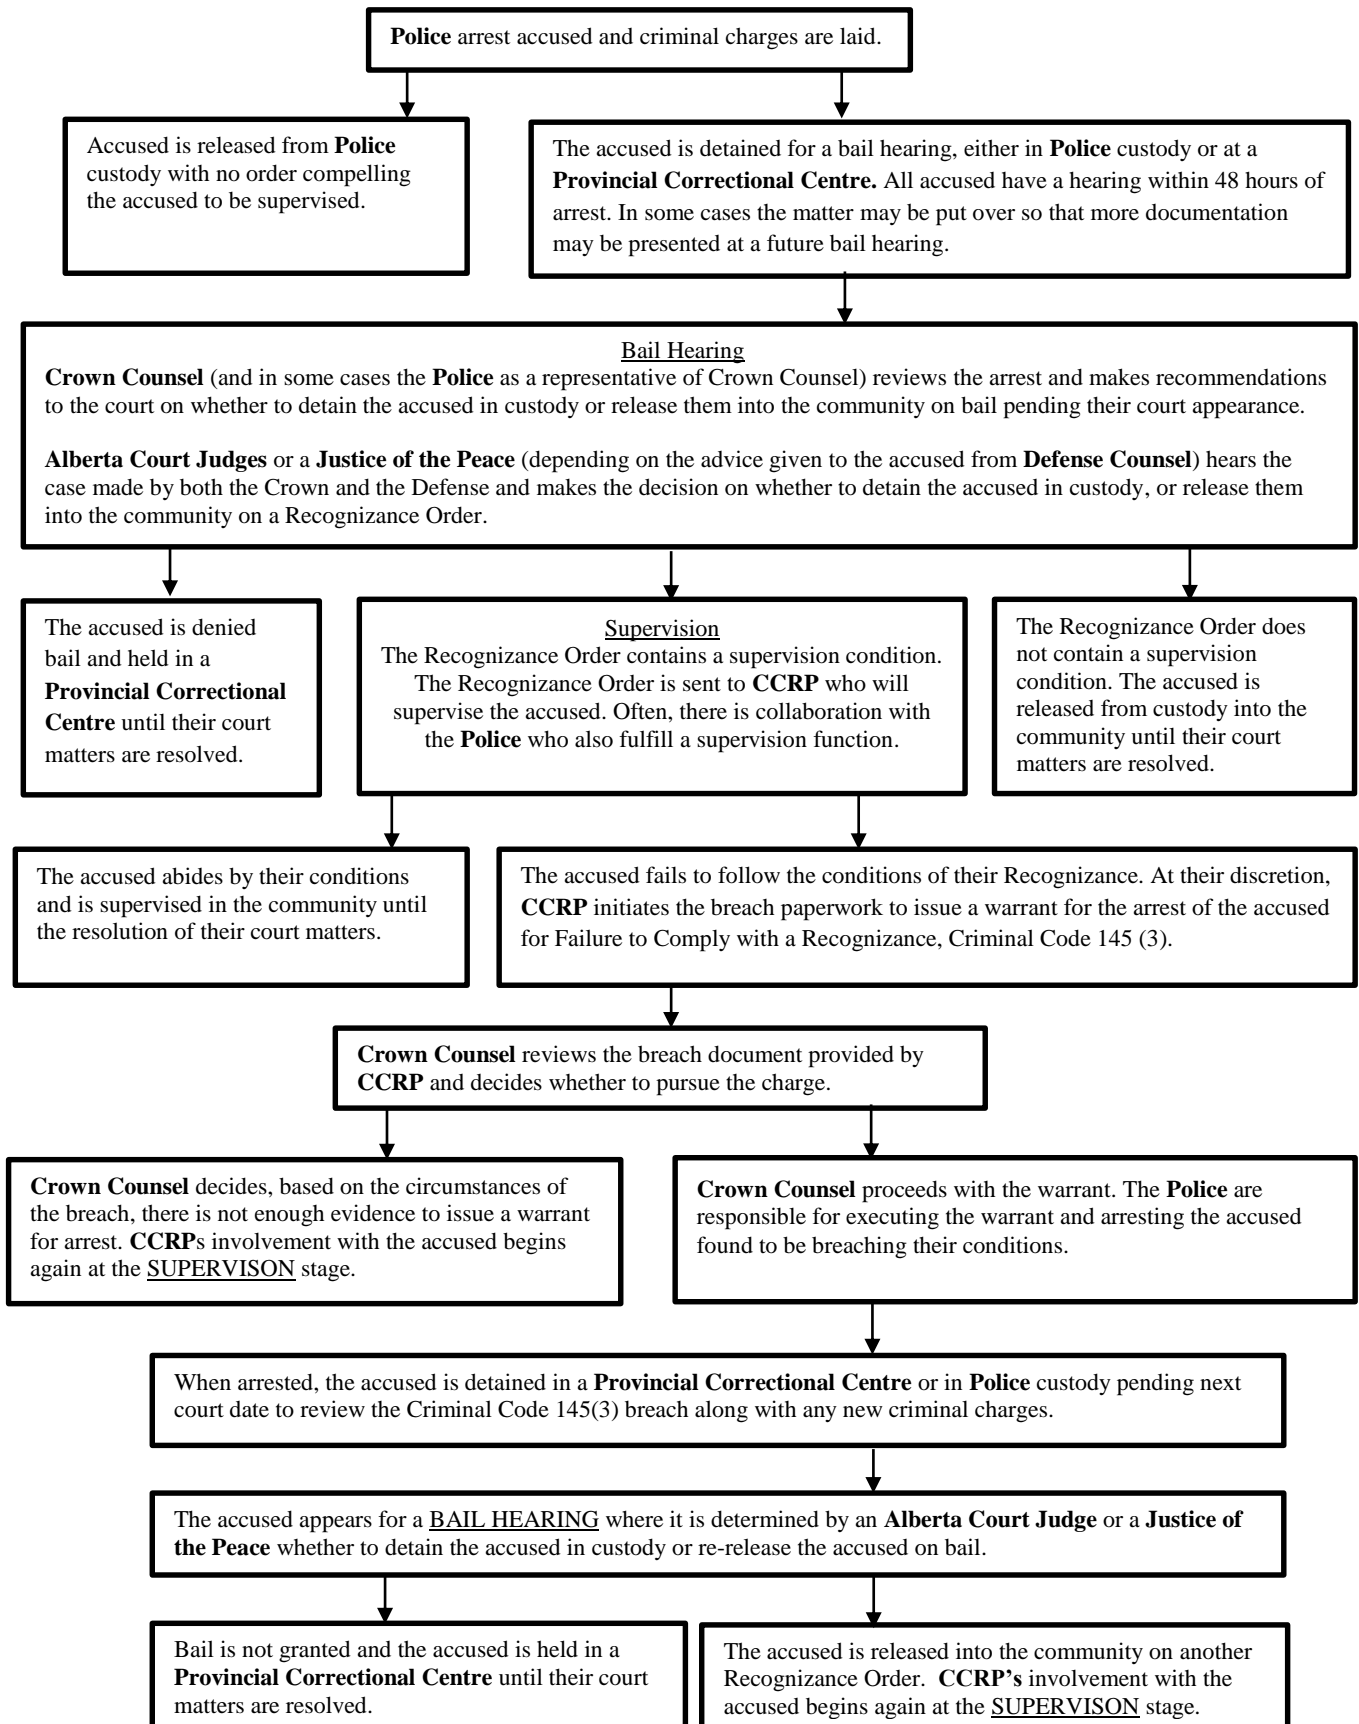 Police arrest accused and criminal charges are laid.
Accused is released from Police
custody with no order compelling
the accused to be supervised.
The accused is detained for a bail hearing, either in Police custody or at a
Provincial Correctional Centre. All accused have a hearing within 48 hours of
arrest. In some cases the matter may be put over so that more documentation
may be presented at a future bail hearing.
Bail Hearing
Crown Counsel (and in some cases the Police as a representative of Crown Counsel) reviews the arrest and makes recommendations
to the court on whether to detain the accused in custody or release them into the community on bail pending their court appearance.
Alberta Court Judges or a Justice of the Peace (depending on the advice given to the accused from Defense Counsel) hears the
case made by both the Crown and the Defense and makes the decision on whether to detain the accused in custody, or release them
into the community on a Recognizance Order.
The accused is denied
bail and held in a
Provincial Correctional
Centre until their court
matters are resolved.
Supervision
The Recognizance Order contains a supervision condition.
The Recognizance Order is sent to CCRP who will
supervise the accused. Often, there is collaboration with
the Police who also fulfill a supervision function.
The Recognizance Order does
not contain a supervision
condition. The accused is
released from custody into the
community until their court
matters are resolved.
The accused abides by their conditions
and is supervised in the community until
the resolution of their court matters.
The accused fails to follow the conditions of their Recognizance. At their discretion,
CCRP initiates the breach paperwork to issue a warrant for the arrest of the accused
for Failure to Comply with a Recognizance, Criminal Code 145 (3).
Crown Counsel reviews the breach document provided by
CCRP and decides whether to pursue the charge.
Crown Counsel decides, based on the circumstances of
the breach, there is not enough evidence to issue a warrant
for arrest. CCRPs involvement with the accused begins
again at the SUPERVISON stage.
Crown Counsel proceeds with the warrant. The Police are
responsible for executing the warrant and arresting the accused
found to be breaching their conditions.
When arrested, the accused is detained in a Provincial Correctional Centre or in Police custody pending next
court date to review the Criminal Code 145(3) breach along with any new criminal charges.
The accused appears for a BAIL HEARING where it is determined by an Alberta Court Judge or a Justice of
the Peace whether to detain the accused in custody or re-release the accused on bail.
Bail is not granted and the accused is held in a
Provincial Correctional Centre until their court
matters are resolved.
The accused is released into the community on another
Recognizance Order.  CCRP’s involvement with the
accused begins again at the SUPERVISON stage.